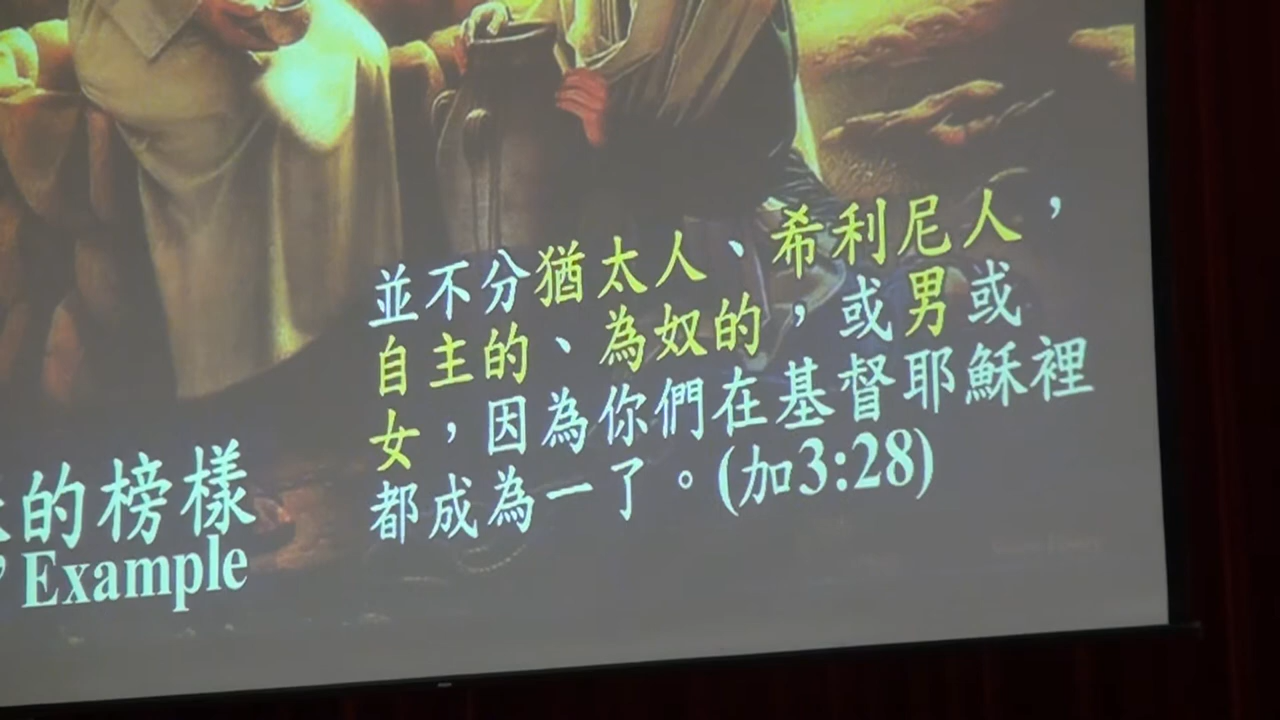 並不分猶太人、希利尼人，
自主的、為奴的，或男或
女，因為你們在基督耶穌裡
都成為一了。(加3:28)
的榜樣
Example